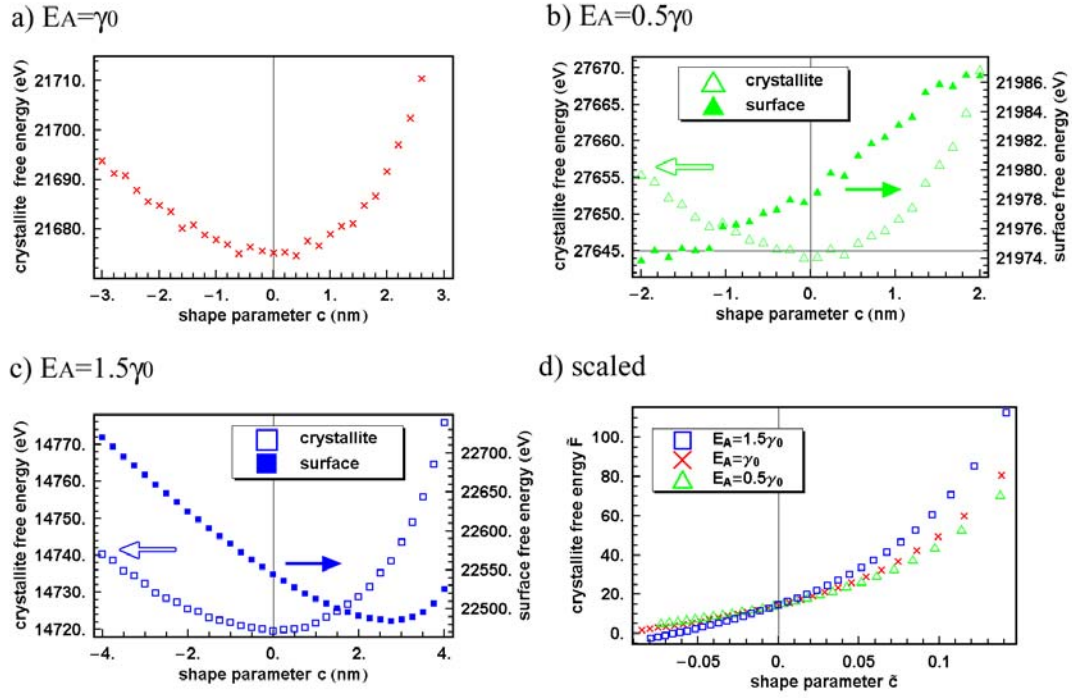 a) EA=γ0
crystallite free energy (eV)
21710.
21700.
21690.
21680.
−3. −2. −1. 0. 1. 2. 3.
shape parameter c (nm)
b) EA=0.5γ0
crystallite free energy (eV)
27670.
27665.
27660.
27655.
27650.
27645.
crystallite
surface
21986.
21984.
21982.
21980.
21978.
21976.
21974.
surface free energy (eV)
−2. −1. 0. 1. 2.
shape parameter c (nm)
c) EA=1.5γ0
crystallite free energy (eV)
14770.
14760.
14750.
14740.
14730.
14720.
crystallite
surface
22700.
22650.
22600.
22550.
22500.
surface free energy (eV)
−4. −2. 0. 2. 4.
shape parameter c (nm)
d) scaled
crystallite free enrgy F̃
100.
80.
60.
40.
20.
0.
EA=1.5γ0
EA=γ0
EA=0.5γ0
−0.05 0. 0.05 0.1
shape parameter c̃